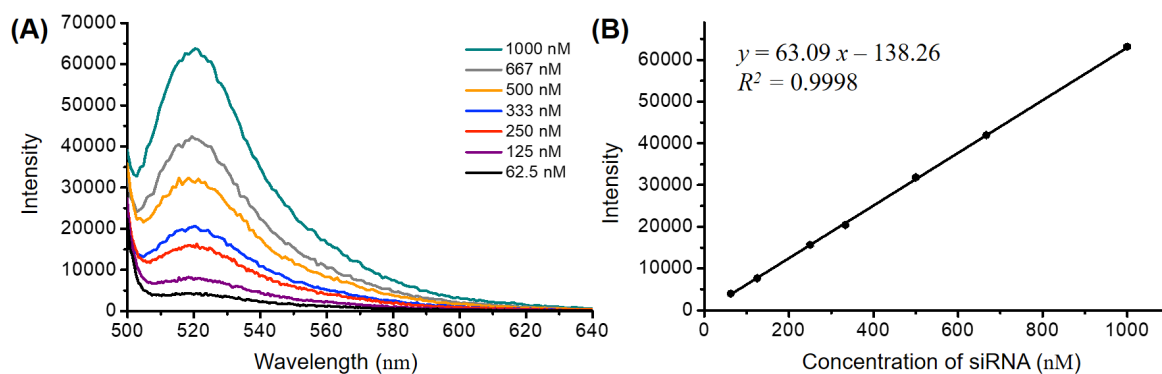 (A)
70000
60000
50000
40000
30000
20000
10000
0
Intensity
500 520 540 560 580 600 620 640
Wavelength (nm)
1000 nM
667 nM
500 nM
333 nM
250 nM
125 nM
62.5 nM
(B)
y = 63.09 x – 138.26
R² = 0.9998
60000
50000
40000
30000
20000
10000
0
Intensity
0 200 400 600 800 1000
Concentration of siRNA (nM)